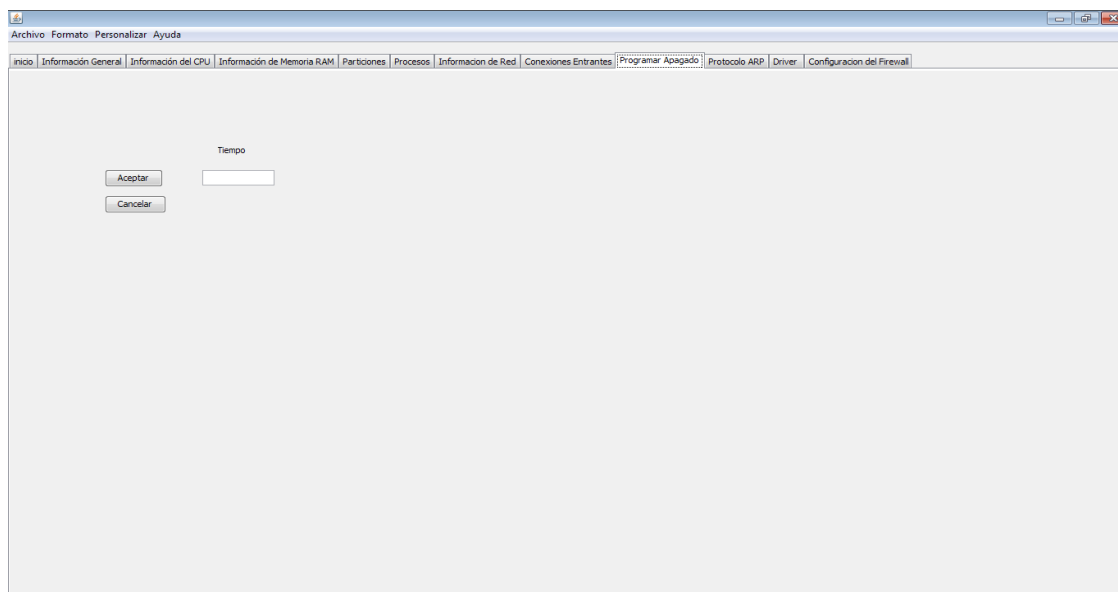 Archivo Formato Personalizar Ayuda
inicio Información General Información del CPU Información de Memoria RAM Particiones Procesos Informacion de Red Conexiones Entrantes Programar Apagado Protocolo ARP Driver Configuracion del Firewall
Tiempo
Aceptar
Cancelar